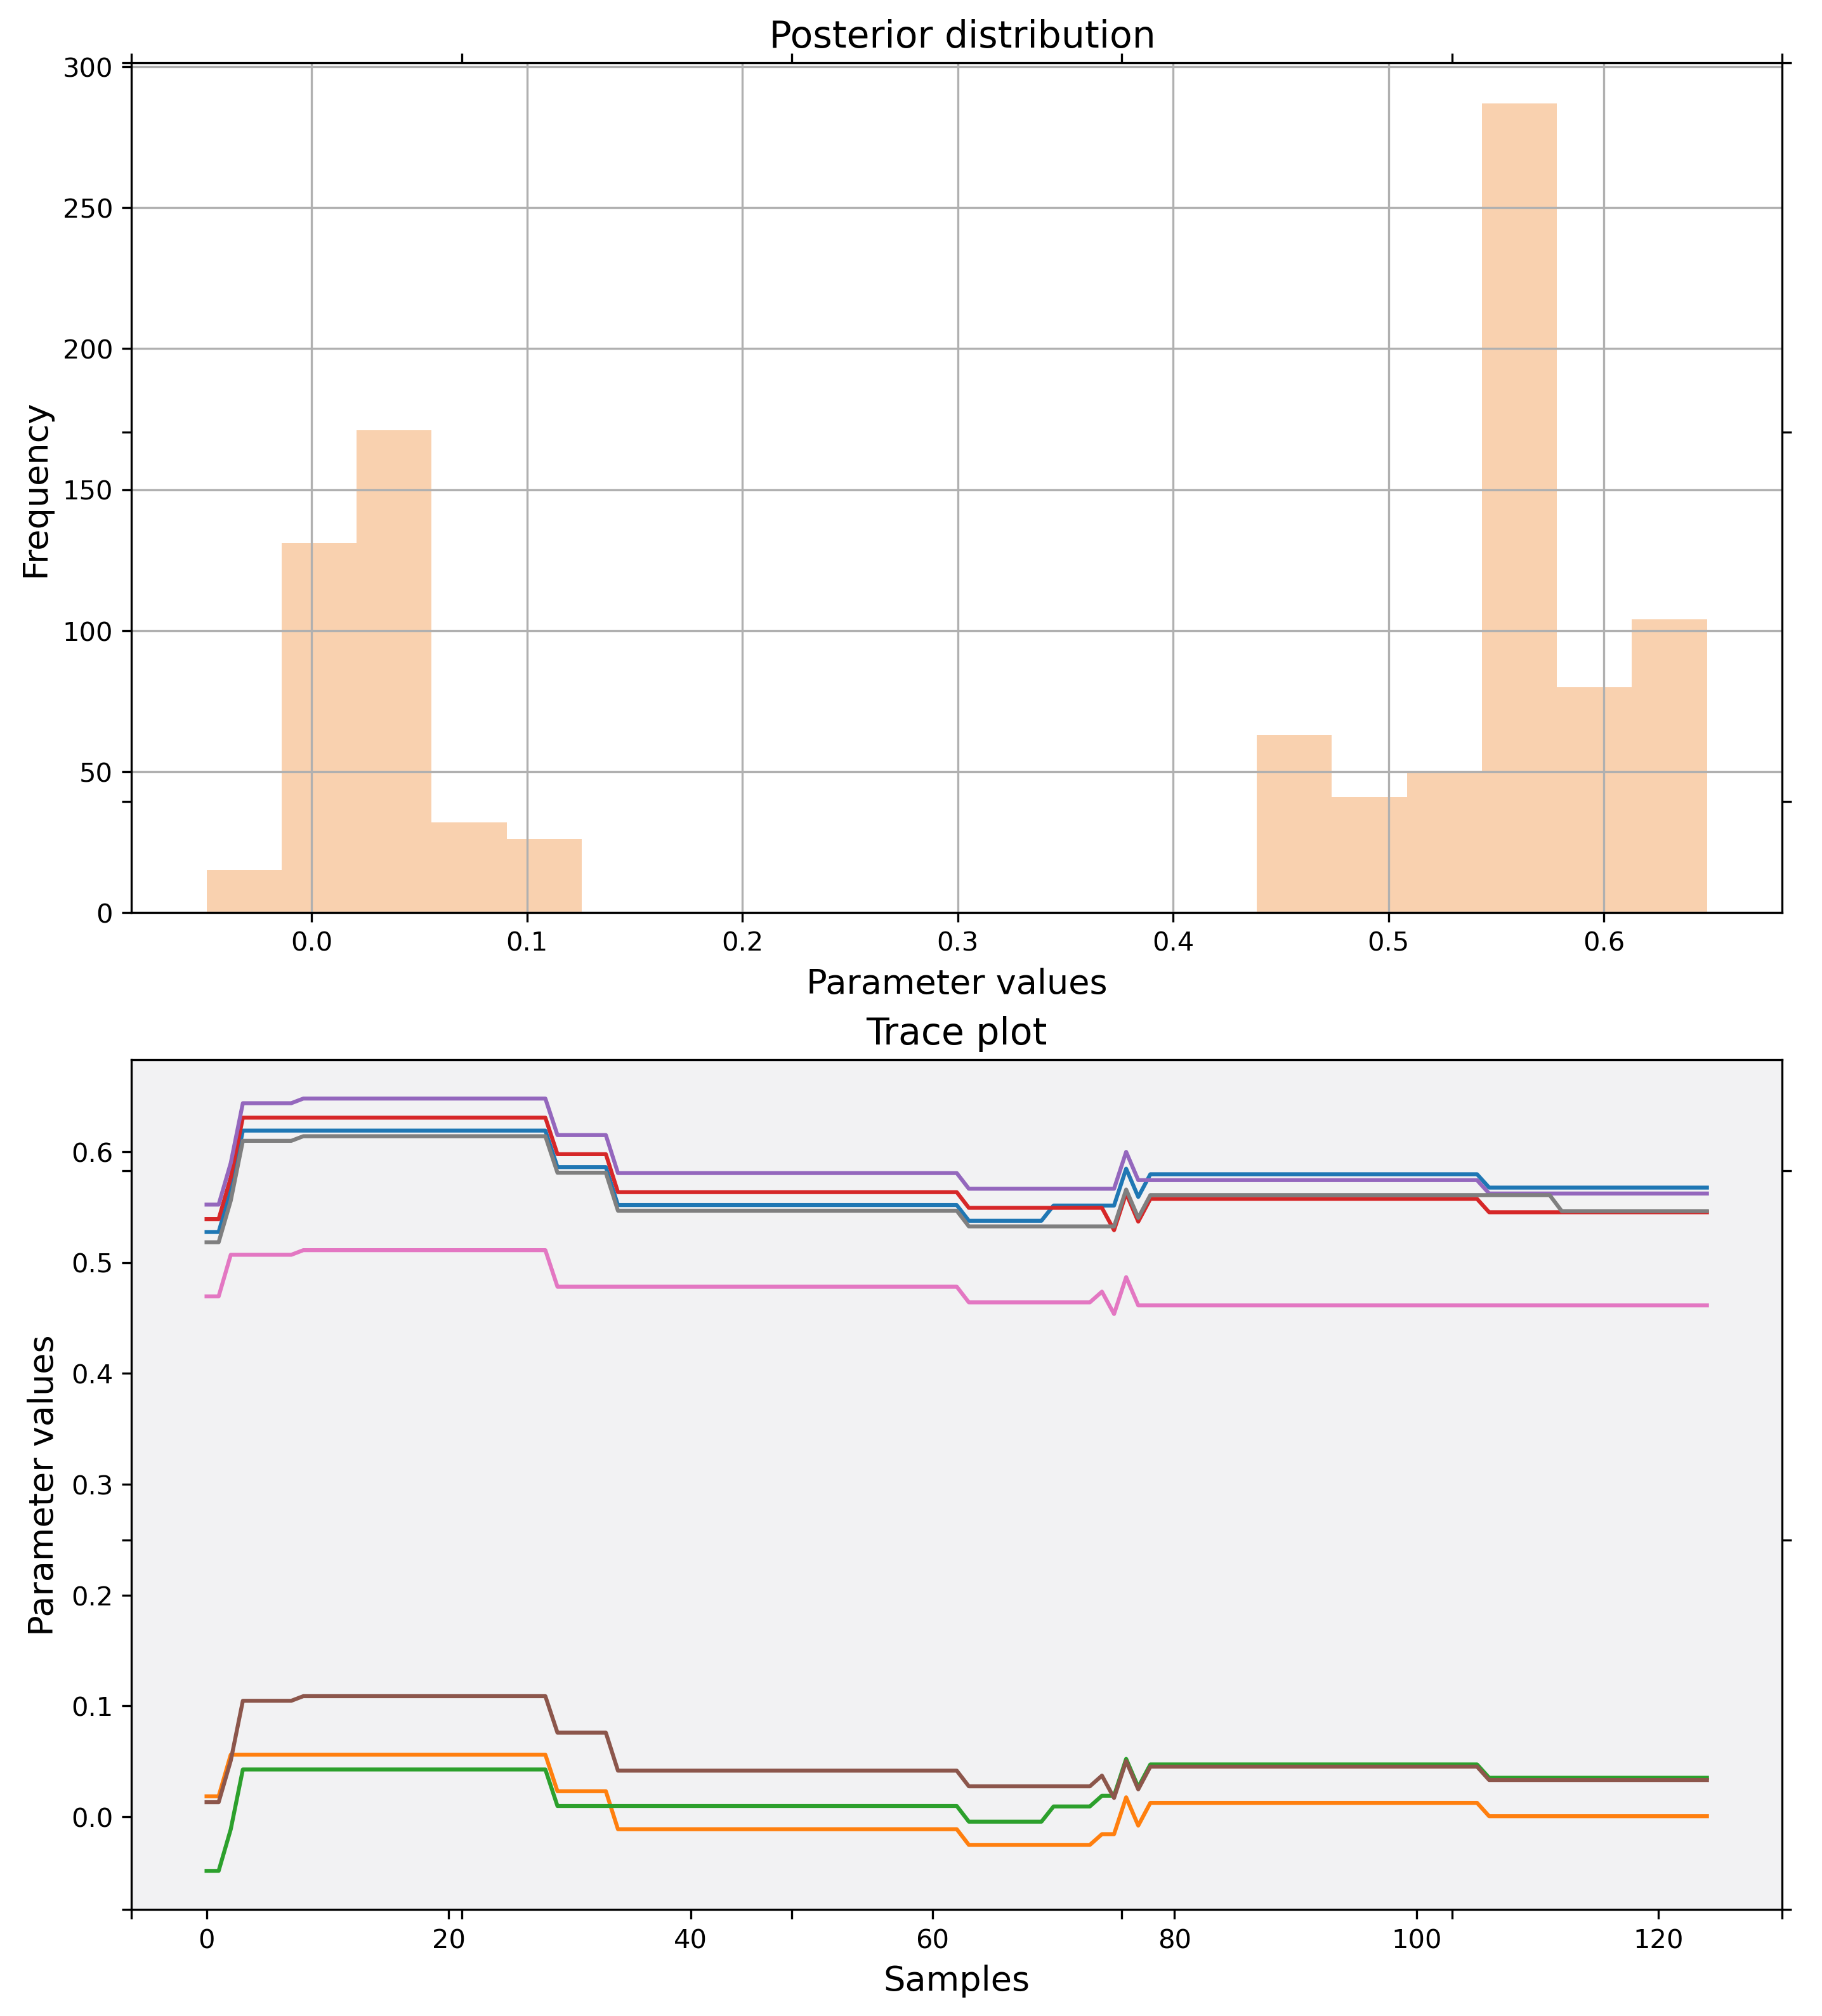 Posterior distribution
300
250
200
150
100
50
0
Frequency
0.0 0.1 0.2 0.3 0.4 0.5 0.6
Parameter values
Trace plot
0.6
0.5
0.4
0.3
0.2
0.1
0.0
Parameter values
0 20 40 60 80 100 120
Samples